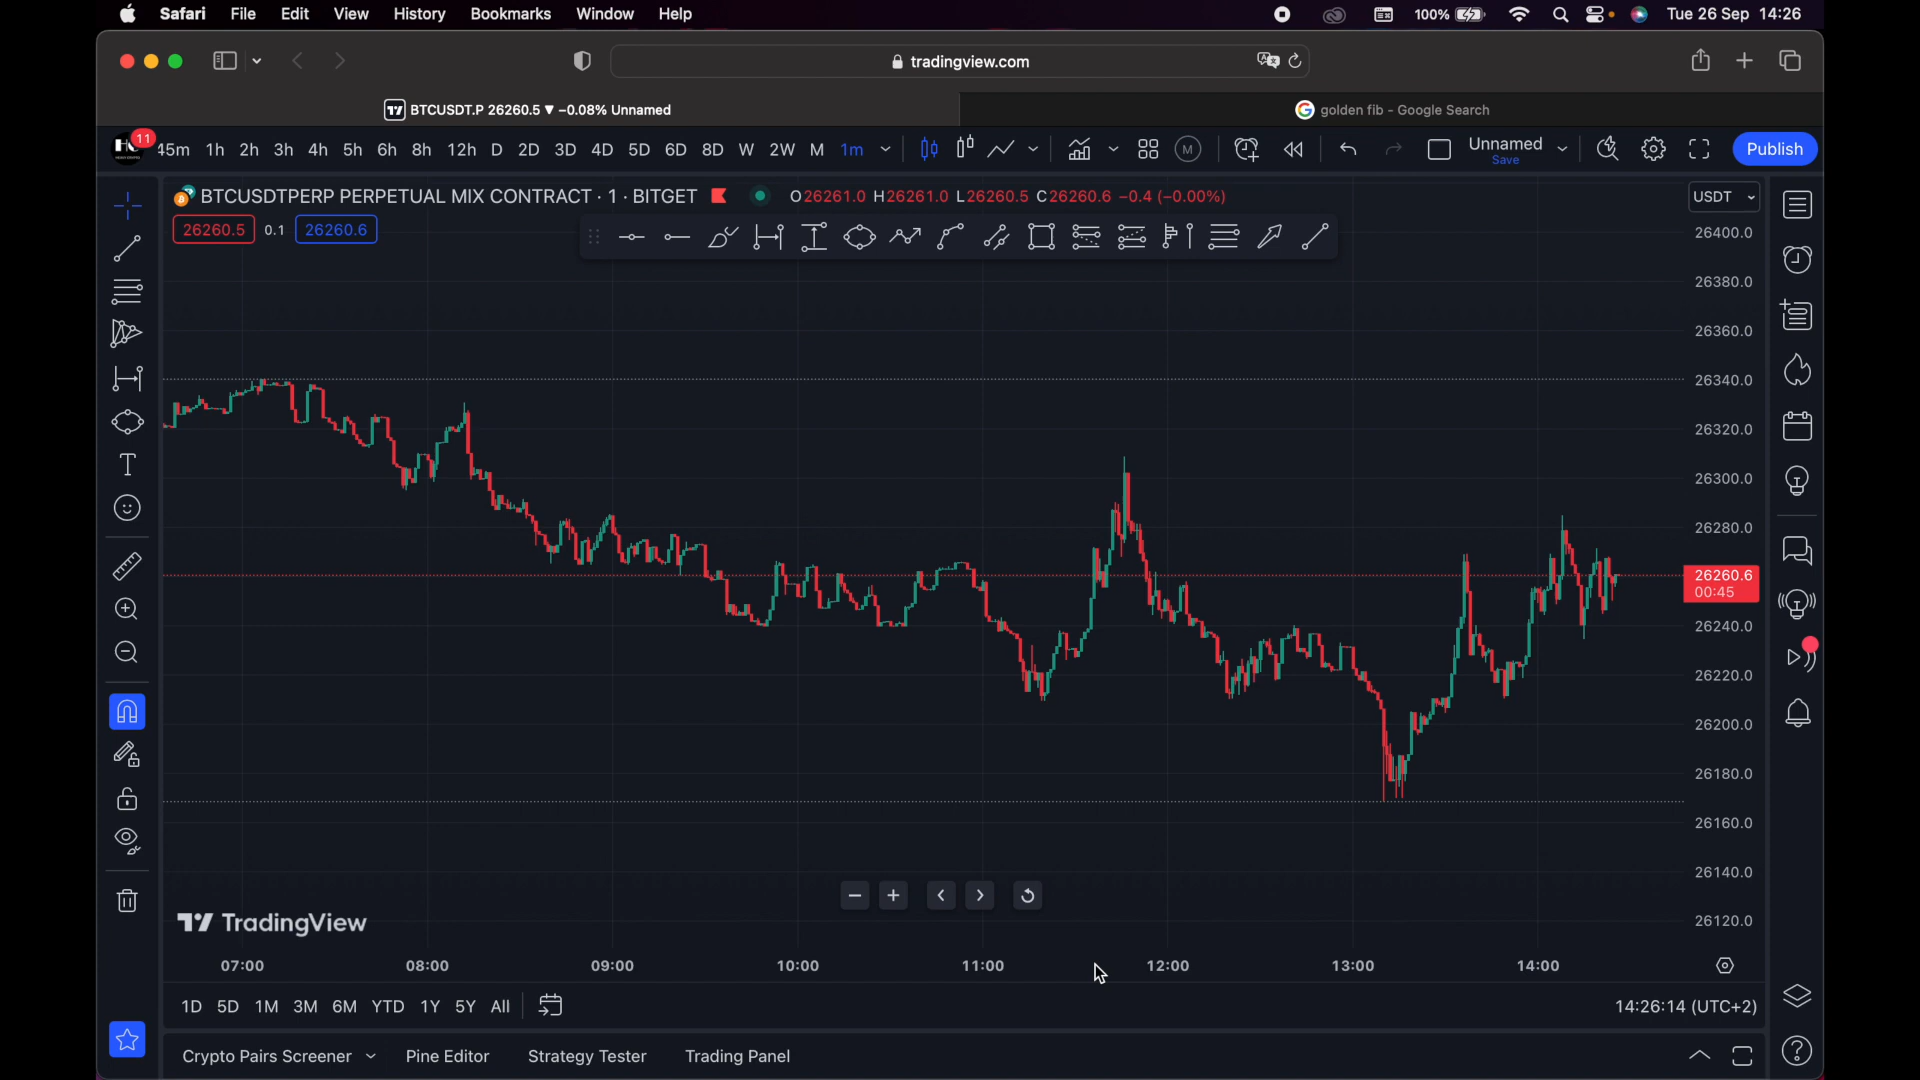 Safari File Edit View History Bookmarks Window Help 100% Tue 26 Sep 14:26
tradingview.com
BTCUSDT.P 26260.5 ▼ −0.08% Unnamed
golden fib - Google Search
11
45m 1h 2h 3h 4h 5h 6h 8h 12h D 2D 3D 4D 5D 6D 8D W 2W M 1m M Unnamed Save Publish
BTCUSDTPERP PERPETUAL MIX CONTRACT · 1 · BITGET O26261.0 H26261.0 L26260.5 C26260.6 −0.4 (−0.00%) USDT
26260.5 0.1 26260.6
26400.0
26380.0
26360.0
26340.0
26320.0
26300.0
26280.0
26260.6
00:45
26240.0
26220.0
26200.0
26180.0
26160.0
26140.0
26120.0
TradingView
07:00 08:00 09:00 10:00 11:00 12:00 13:00 14:00
1D 5D 1M 3M 6M YTD 1Y 5Y All 14:26:14 (UTC+2)
Crypto Pairs Screener Pine Editor Strategy Tester Trading Panel